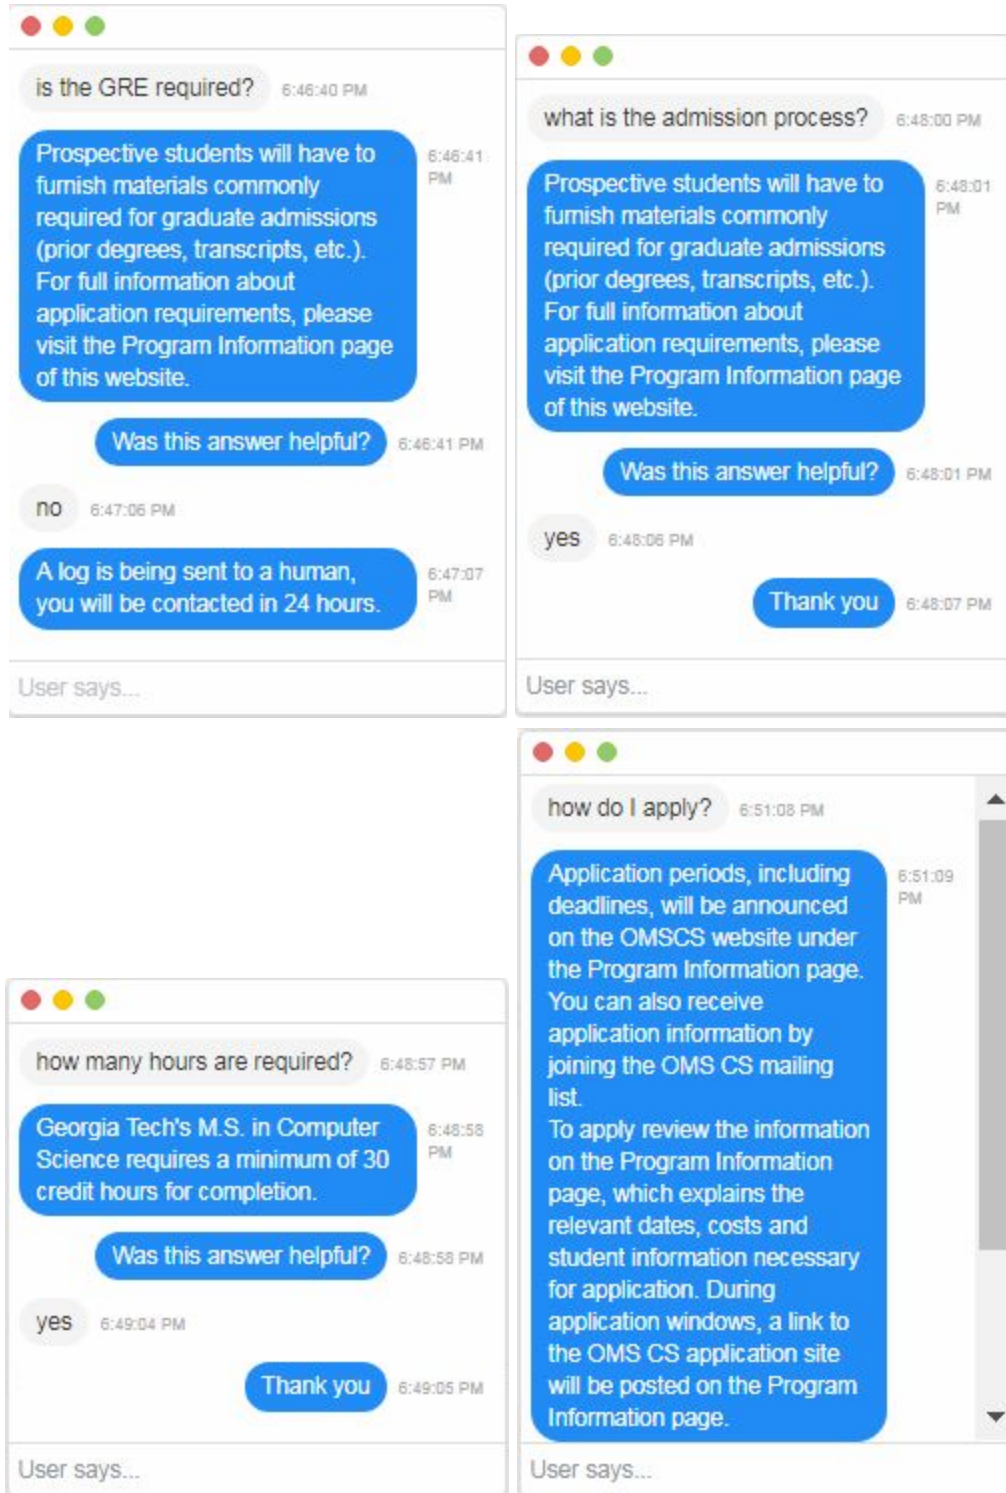 is the GRE required? 6:46:40 PM
Prospective students will have to
furnish materials commonly
required for graduate admissions
(prior degrees, transcripts, etc.).
For full information about
application requirements, please
visit the Program Information page
of this website.
6:46:41
PM
Was this answer helpful? 6:46:41 PM
no 6:47:06 PM
A log is being sent to a human,
you will be contacted in 24 hours.
6:47:07
PM
User says...
what is the admission process? 6:48:00 PM
Prospective students will have to
furnish materials commonly
required for graduate admissions
(prior degrees, transcripts, etc.).
For full information about
application requirements, please
visit the Program Information page
of this website.
6:48:01
PM
Was this answer helpful? 6:48:01 PM
yes 6:48:06 PM
Thank you 6:48:07 PM
User says...
how many hours are required? 6:48:57 PM
Georgia Tech's M.S. in Computer
Science requires a minimum of 30
credit hours for completion.
6:48:58
PM
Was this answer helpful? 6:48:58 PM
yes 6:49:04 PM
Thank you 6:49:05 PM
User says...
how do I apply? 6:51:08 PM
Application periods, including
deadlines, will be announced
on the OMSCS website under
the Program Information page.
You can also receive
application information by
joining the OMS CS mailing
list.
To apply review the information
on the Program Information
page, which explains the
relevant dates, costs and
student information necessary
for application. During
application windows, a link to
the OMS CS application site
will be posted on the Program
Information page.
6:51:09
PM
User says...